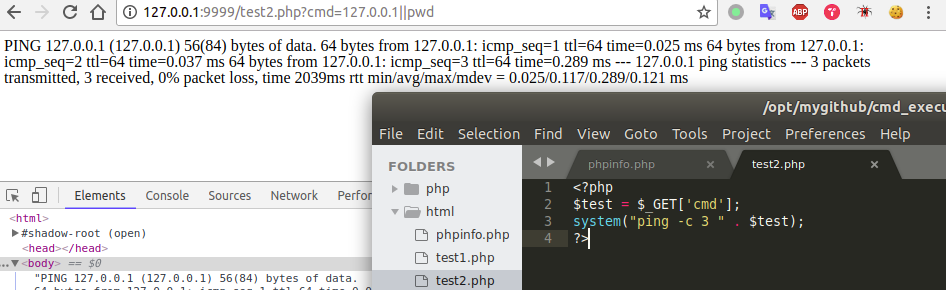 127.0.0.1:9999/test2.php?cmd=127.0.0.1||pwd
ABP
PING 127.0.0.1 (127.0.0.1) 56(84) bytes of data. 64 bytes from 127.0.0.1: icmp_seq=1 ttl=64 time=0.025 ms 64 bytes from 127.0.0.1:
icmp_seq=2 ttl=64 time=0.037 ms 64 bytes from 127.0.0.1: icmp_seq=3 ttl=64 time=0.289 ms --- 127.0.0.1 ping statistics --- 3 packets
transmitted, 3 received, 0% packet loss, time 2039ms rtt min/avg/max/mdev = 0.025/0.117/0.289/0.121 ms
/opt/mygithub/cmd_execu
File Edit Selection Find View Goto Tools Project Preferences Help
FOLDERS
php
html
phpinfo.php
test1.php
test2.php
phpinfo.php × test2.php ×
1 <?php
2 $test = $_GET['cmd'];
3 system("ping -c 3 " . $test);
4 ?>
Elements Console Sources Network Perfor
<html>
#shadow-root (open)
<head></head>
... <body> == $0
"PING 127.0.0.1 (127.0.0.1) 56(84) bytes of data.